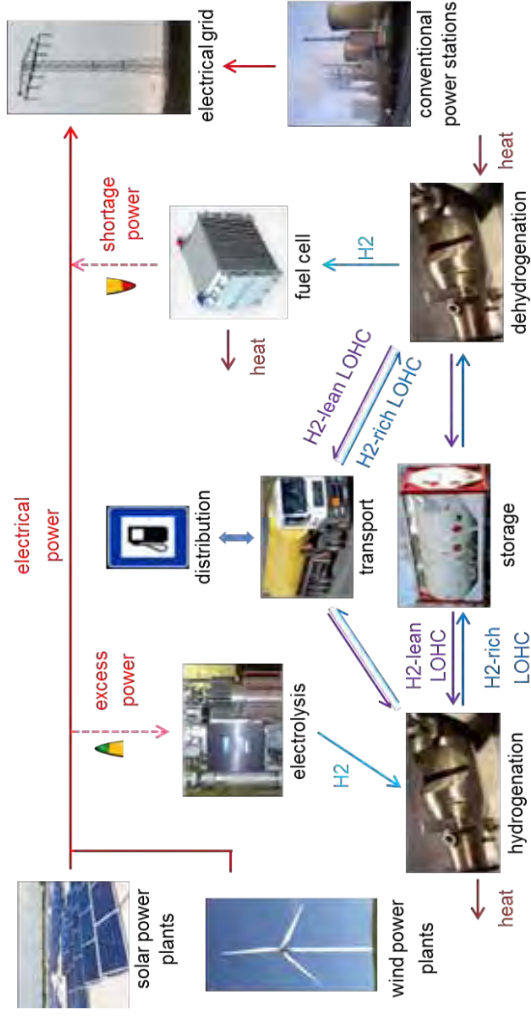 solar power
plants
wind power
plants
electrical
power
excess
power
electrolysis
H2
heat
hydrogenation
H2-lean
LOHC
H2-rich
LOHC
distribution
transport
storage
H2-lean LOHC
H2-rich LOHC
shortage
power
fuel cell
heat
H2
dehydrogenation
heat
electrical grid
conventional
power stations